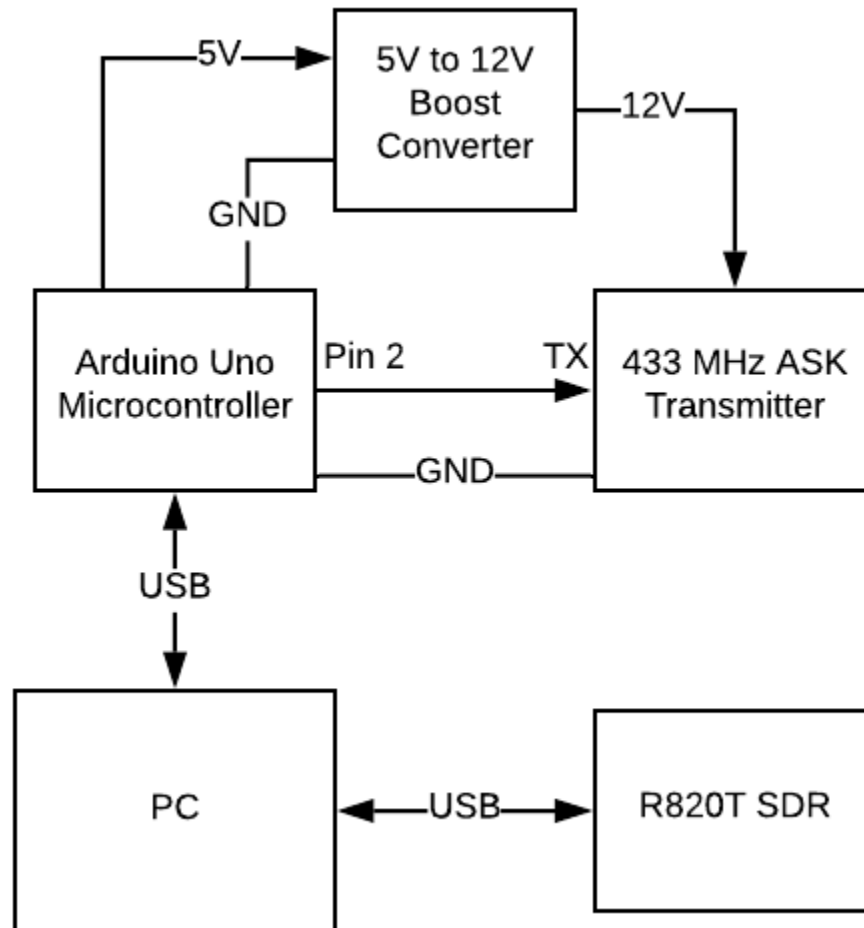 5V
5V to 12V
Boost
Converter
12V
GND
Arduino Uno
Microcontroller
Pin 2
TX
433 MHz ASK
Transmitter
GND
USB
PC
USB
R820T SDR